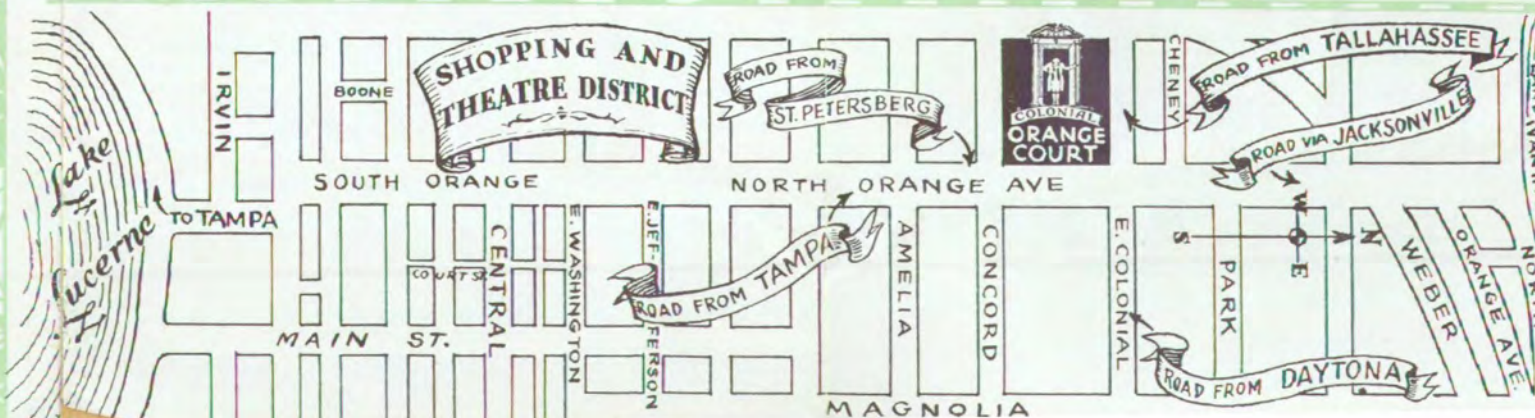 Lake
Lucerne
TO TAMPA
IRVIN
BOONE
SHOPPING AND
THEATRE DISTRICT
SOUTH ORANGE
COURT ST.
CENTRAL
MAIN ST.
E. WASHINGTON
E. JEF-
FERSON
ROAD FROM
ST. PETERSBERG
ROAD FROM TAMPA
NORTH ORANGE AVE
AMELIA
CONCORD
MAGNOLIA
COLONIAL
ORANGE
COURT
CHENEY
E. COLONIAL
ROAD FROM TALLAHASSEE
ROAD VIA JACKSONVILLE
W
S
N
E
PARK
WEBER
ORANGE AVE
ROAD FROM DAYTONA